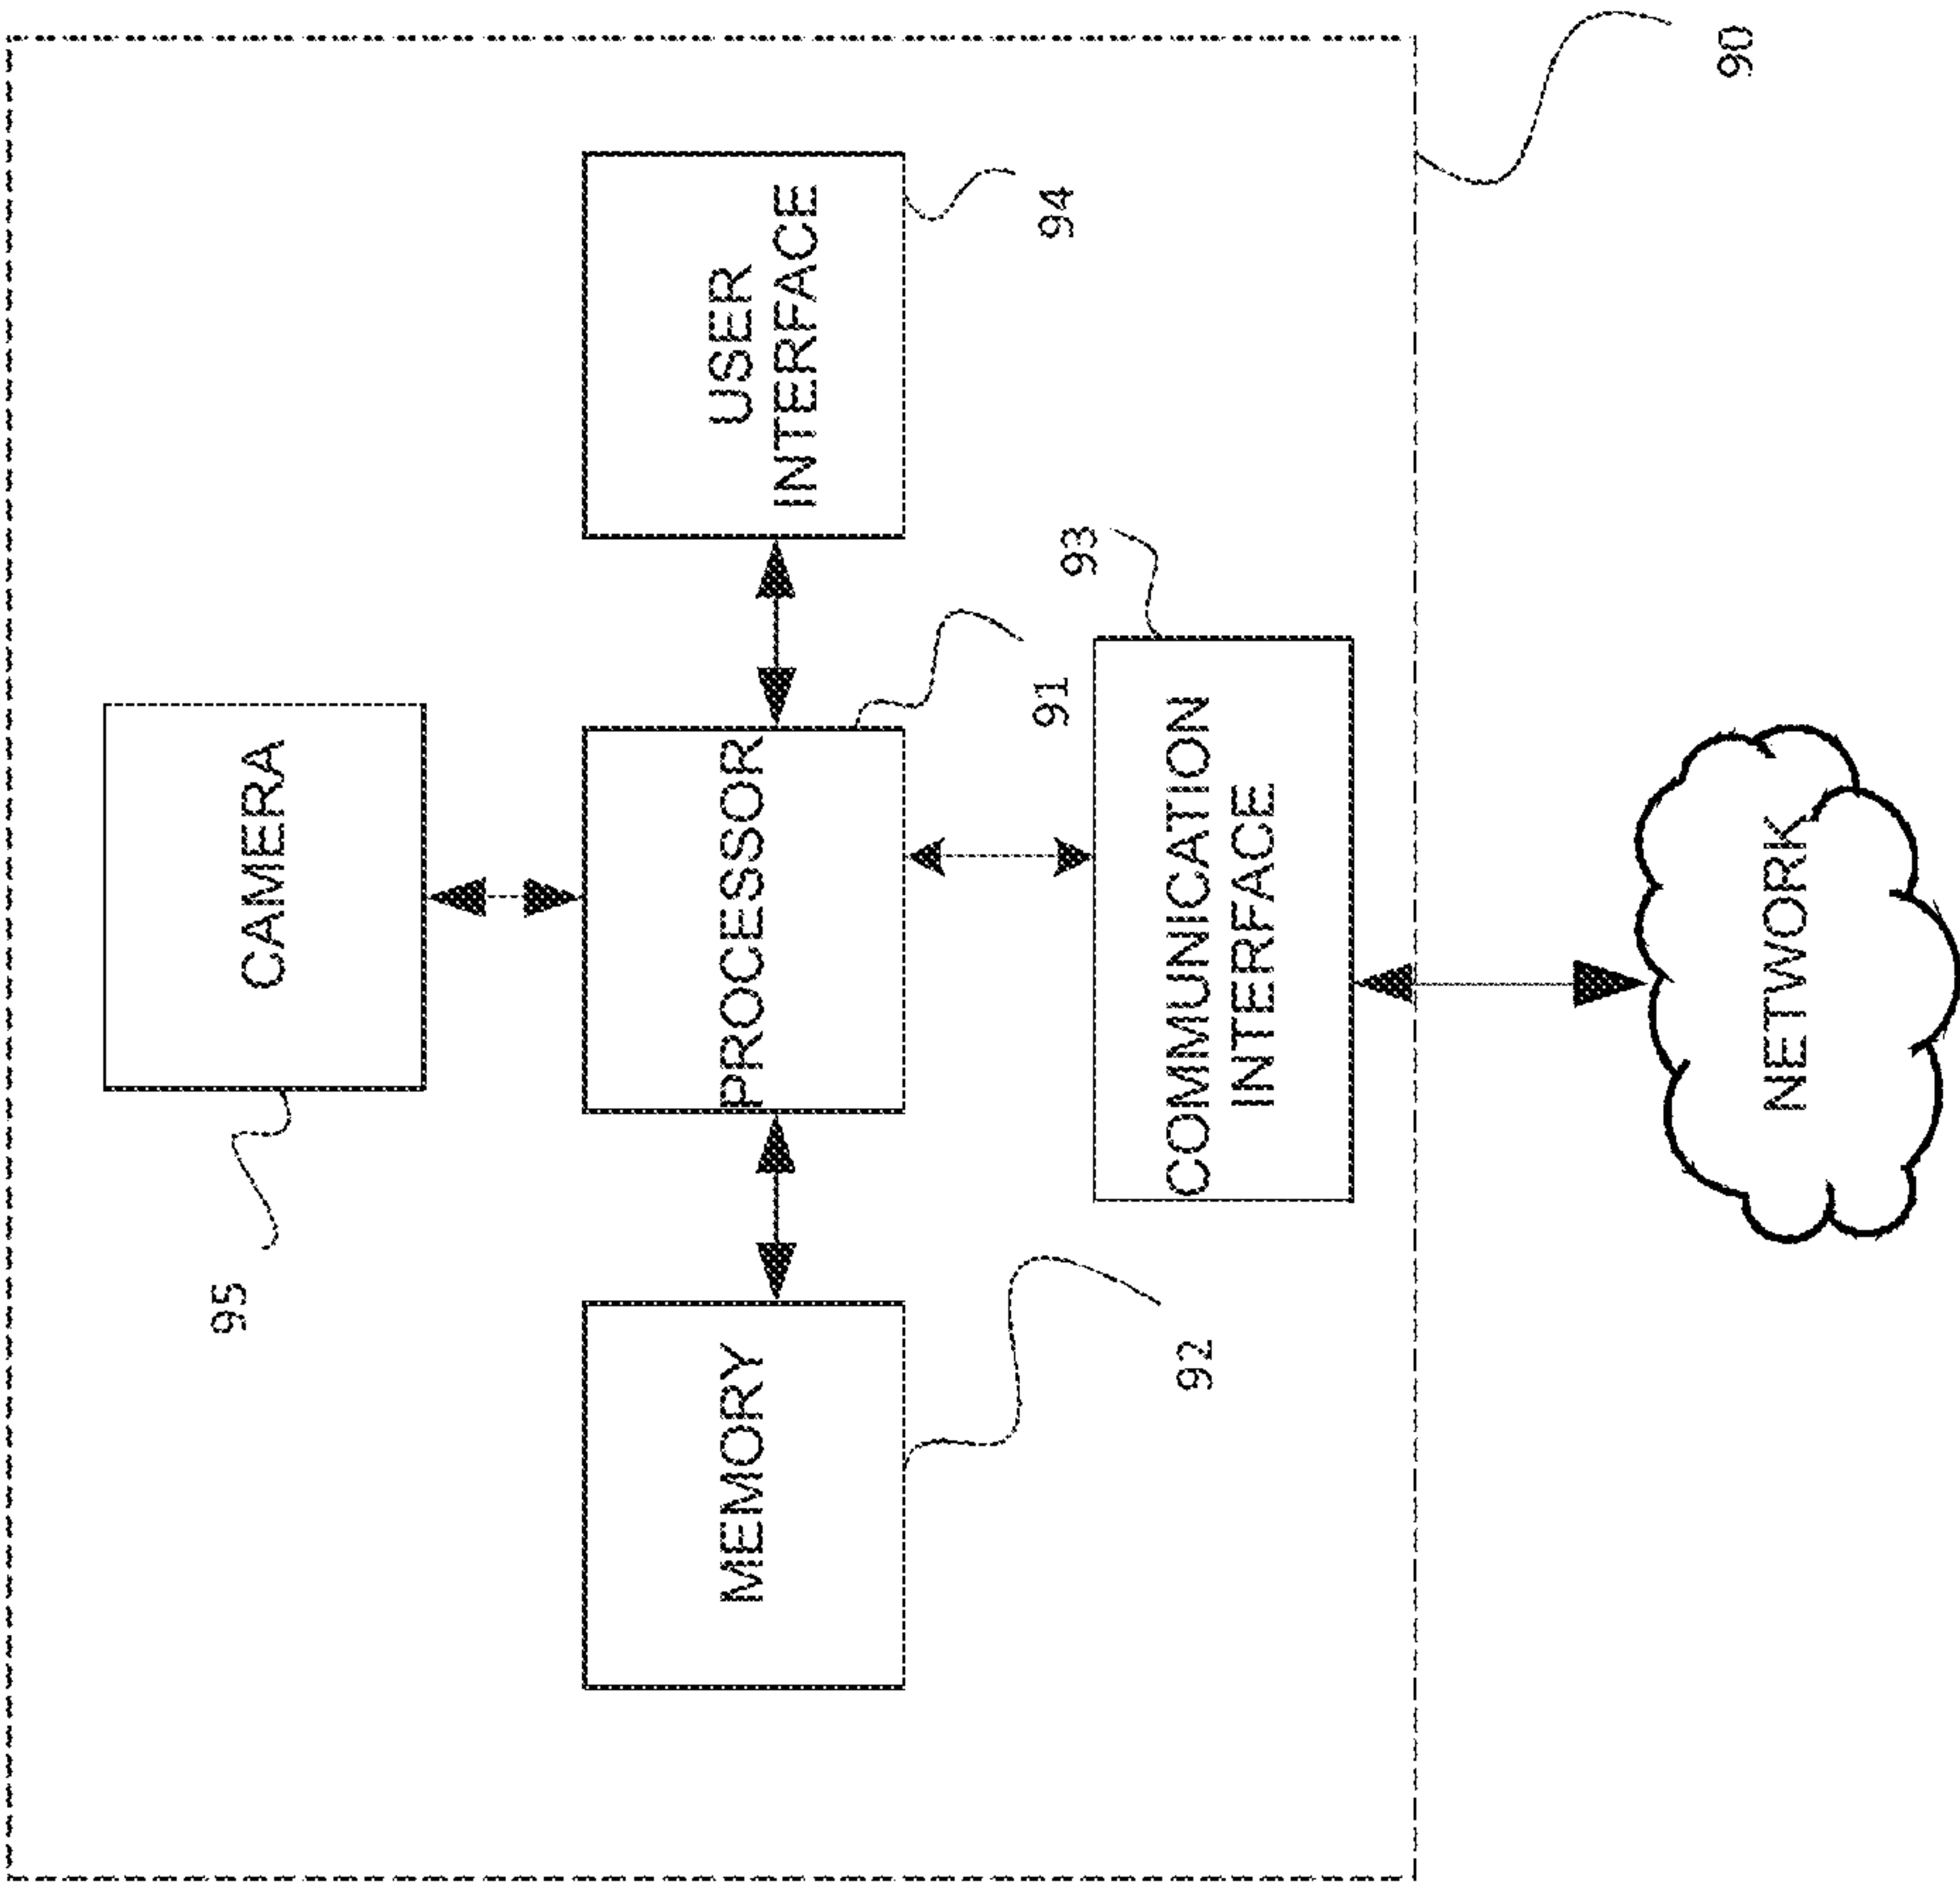 CAMERA
95
MEMORY
PROCESSOR
USER
INTERFACE
94
91
93
92
COMMUNICATION
INTERFACE
90
NETWORK